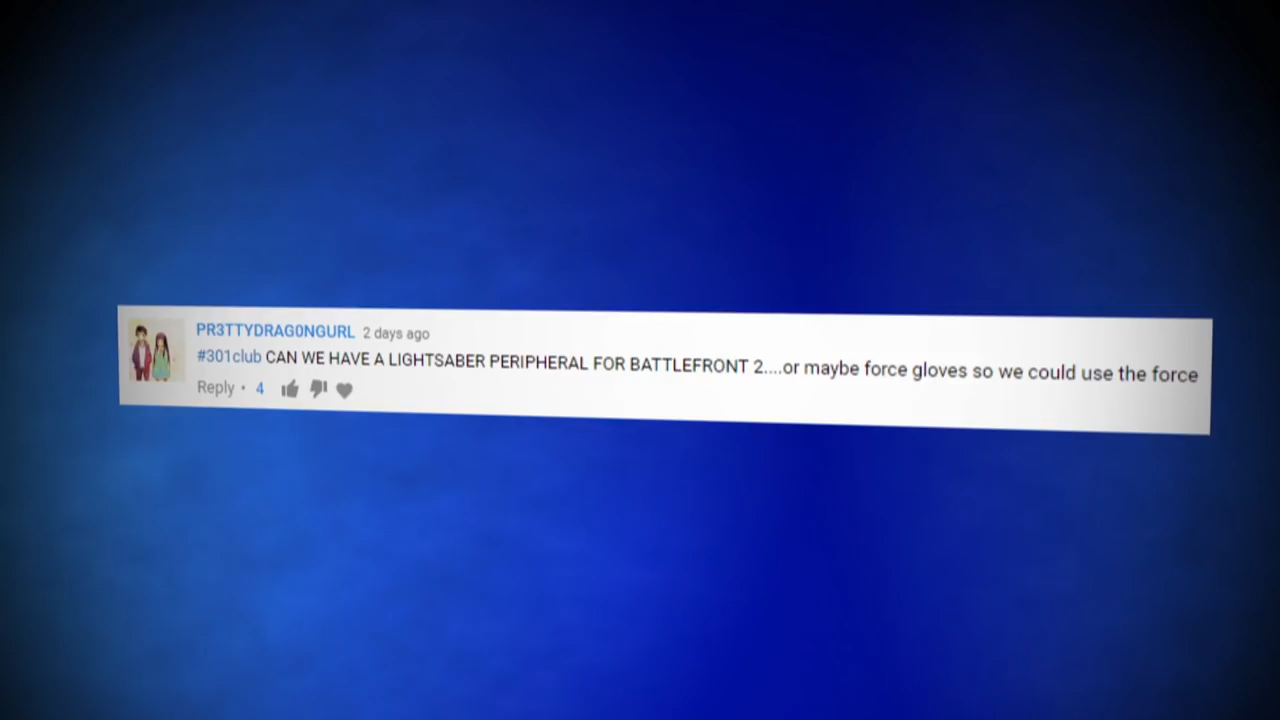 PR3TTYDRAG0NGURL 2 days ago
#301club CAN WE HAVE A LIGHTSABER PERIPHERAL FOR BATTLEFRONT 2....or maybe force gloves so we could use the force
Reply • 4